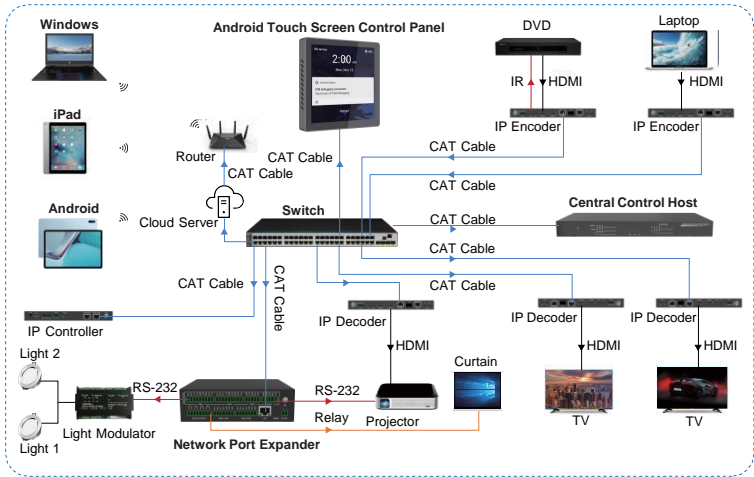 Windows
Android Touch Screen Control Panel
DVD
Laptop
2:00
IR
HDMI
HDMI
iPad
IP Encoder
IP Encoder
Router
CAT Cable
CAT Cable
CAT Cable
CAT Cable
Android
Cloud Server
Switch
CAT Cable
Central Control Host
CAT Cable
CAT Cable
CAT Cable
CAT Cable
IP Controller
IP Decoder
IP Decoder
IP Decoder
Light 2
HDMI
HDMI
HDMI
Curtain
RS-232
RS-232
Relay
Projector
TV
TV
Light 1
Light Modulator
Network Port Expander